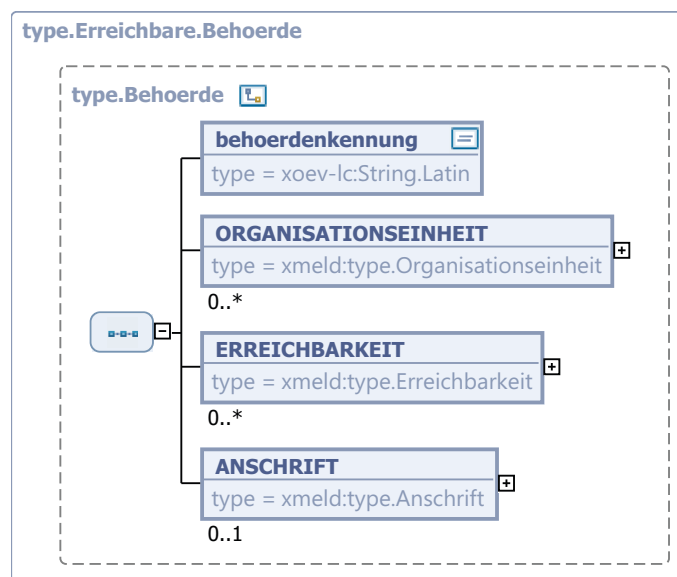 type.Erreichbare.Behoerde
type.Behoerde
behoerdenkennung
type = xoev-lc:String.Latin
ORGANISATIONSEINHEIT
type = xmeld:type.Organisationseinheit
0..*
ERREICHBARKEIT
type = xmeld:type.Erreichbarkeit
0..*
ANSCHRIFT
type = xmeld:type.Anschrift
0..1